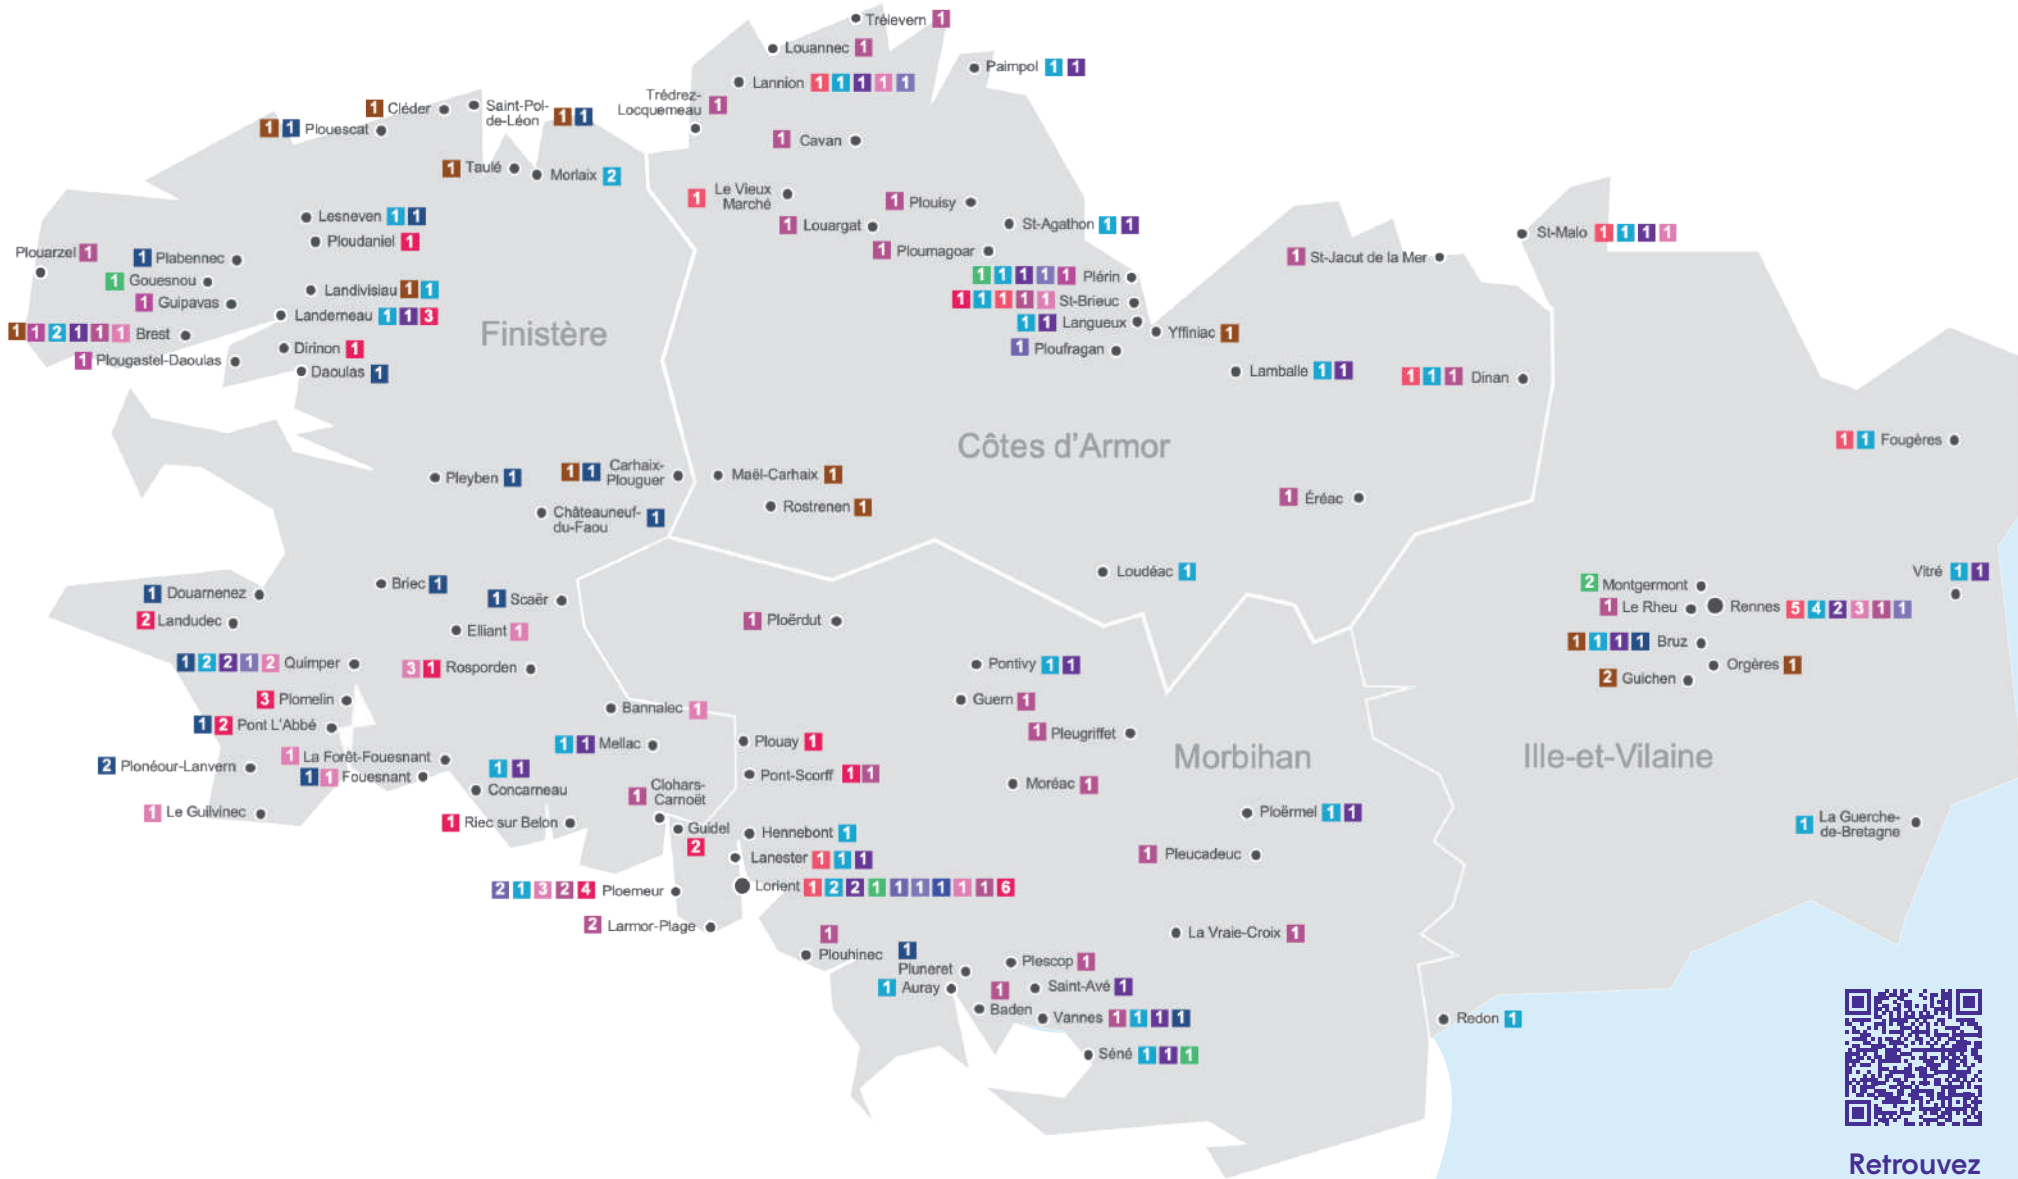 Trélevern 1
Louannec 1
Paimpol 1 1
Lannion 1 1 1 1 1
Trédrez-
Locquemeau 1
1 Cléder
Saint-Pol-
de-Léon 1 1
1 1 Plouescat
1 Cavan
1 Taulé
Morlaix 2
1 Le Vieux
Marché
1 Plouisy
Lesneven 1 1
1 Louargat
St-Agathon 1 1
St-Malo 1 1 1 1
Ploudaniel 1
Plouarzel 1
1 Plabennec
1 Ploumagoar
1 St-Jacut de la Mer
1 Gouesnou
1 1 1 1 1 Plérin
Landivisiau 1 1
1 Guipavas
1 1 1 1 1 St-Brieuc
Landerneau 1 1 3
1 1 Langueux
1 1 2 1 1 1 Brest
Finistère
Yffiniac 1
Dirinon 1
1 Ploufragan
1 Plougastel-Daoulas
Daoulas 1
Lamballe 1 1
1 1 1 Dinan
1 1 Fougères
Côtes d'Armor
Pleyben 1
1 1 Carhaix-
Plouguer
Maël-Carhaix 1
1 Éréac
Rostrenen 1
Châteauneuf-
du-Faou 1
Loudéac 1
Vitré 1 1
Briec 1
2 Montgermont
1 Douarnenez
1 Scaër
1 Le Rheu
Rennes 5 4 2 3 1 1
2 Landudec
1 Ploërdut
Elliant 1
1 1 1 1 Bruz
1 2 2 1 2 Quimper
3 1 Rosporden
Pontivy 1 1
Orgères 1
2 Guichen
3 Plomelin
Guern 1
Bannalec 1
1 2 Pont L'Abbé
1 Pleugriffet
1 1 Mellac
Plouay 1
1 La Forêt-Fouesnant
Morbihan
Ille-et-Vilaine
2 Plonéour-Lanvern
1 1 Fouesnant
1 1
Concarneau
Pont-Scorff 1 1
Moréac 1
1 Clohars-
Carnoët
1 Le Guilvinec
Ploërmel 1 1
1 Riec sur Belon
Guidel
2
Hennebont 1
1 La Guerche-
de-Bretagne
Lanester 1 1 1
1 Pleucadeuc
2 1 3 2 4 Ploemeur
Lorient 1 2 2 1 1 1 1 1 1 6
2 Larmor-Plage
1
Plouhinec
La Vraie-Croix 1
1
Pluneret
Plescop 1
1 Auray
Saint-Avé 1
1
Baden
Vannes 1 1 1 1
Redon 1
Séné 1 1 1
Retrouvez